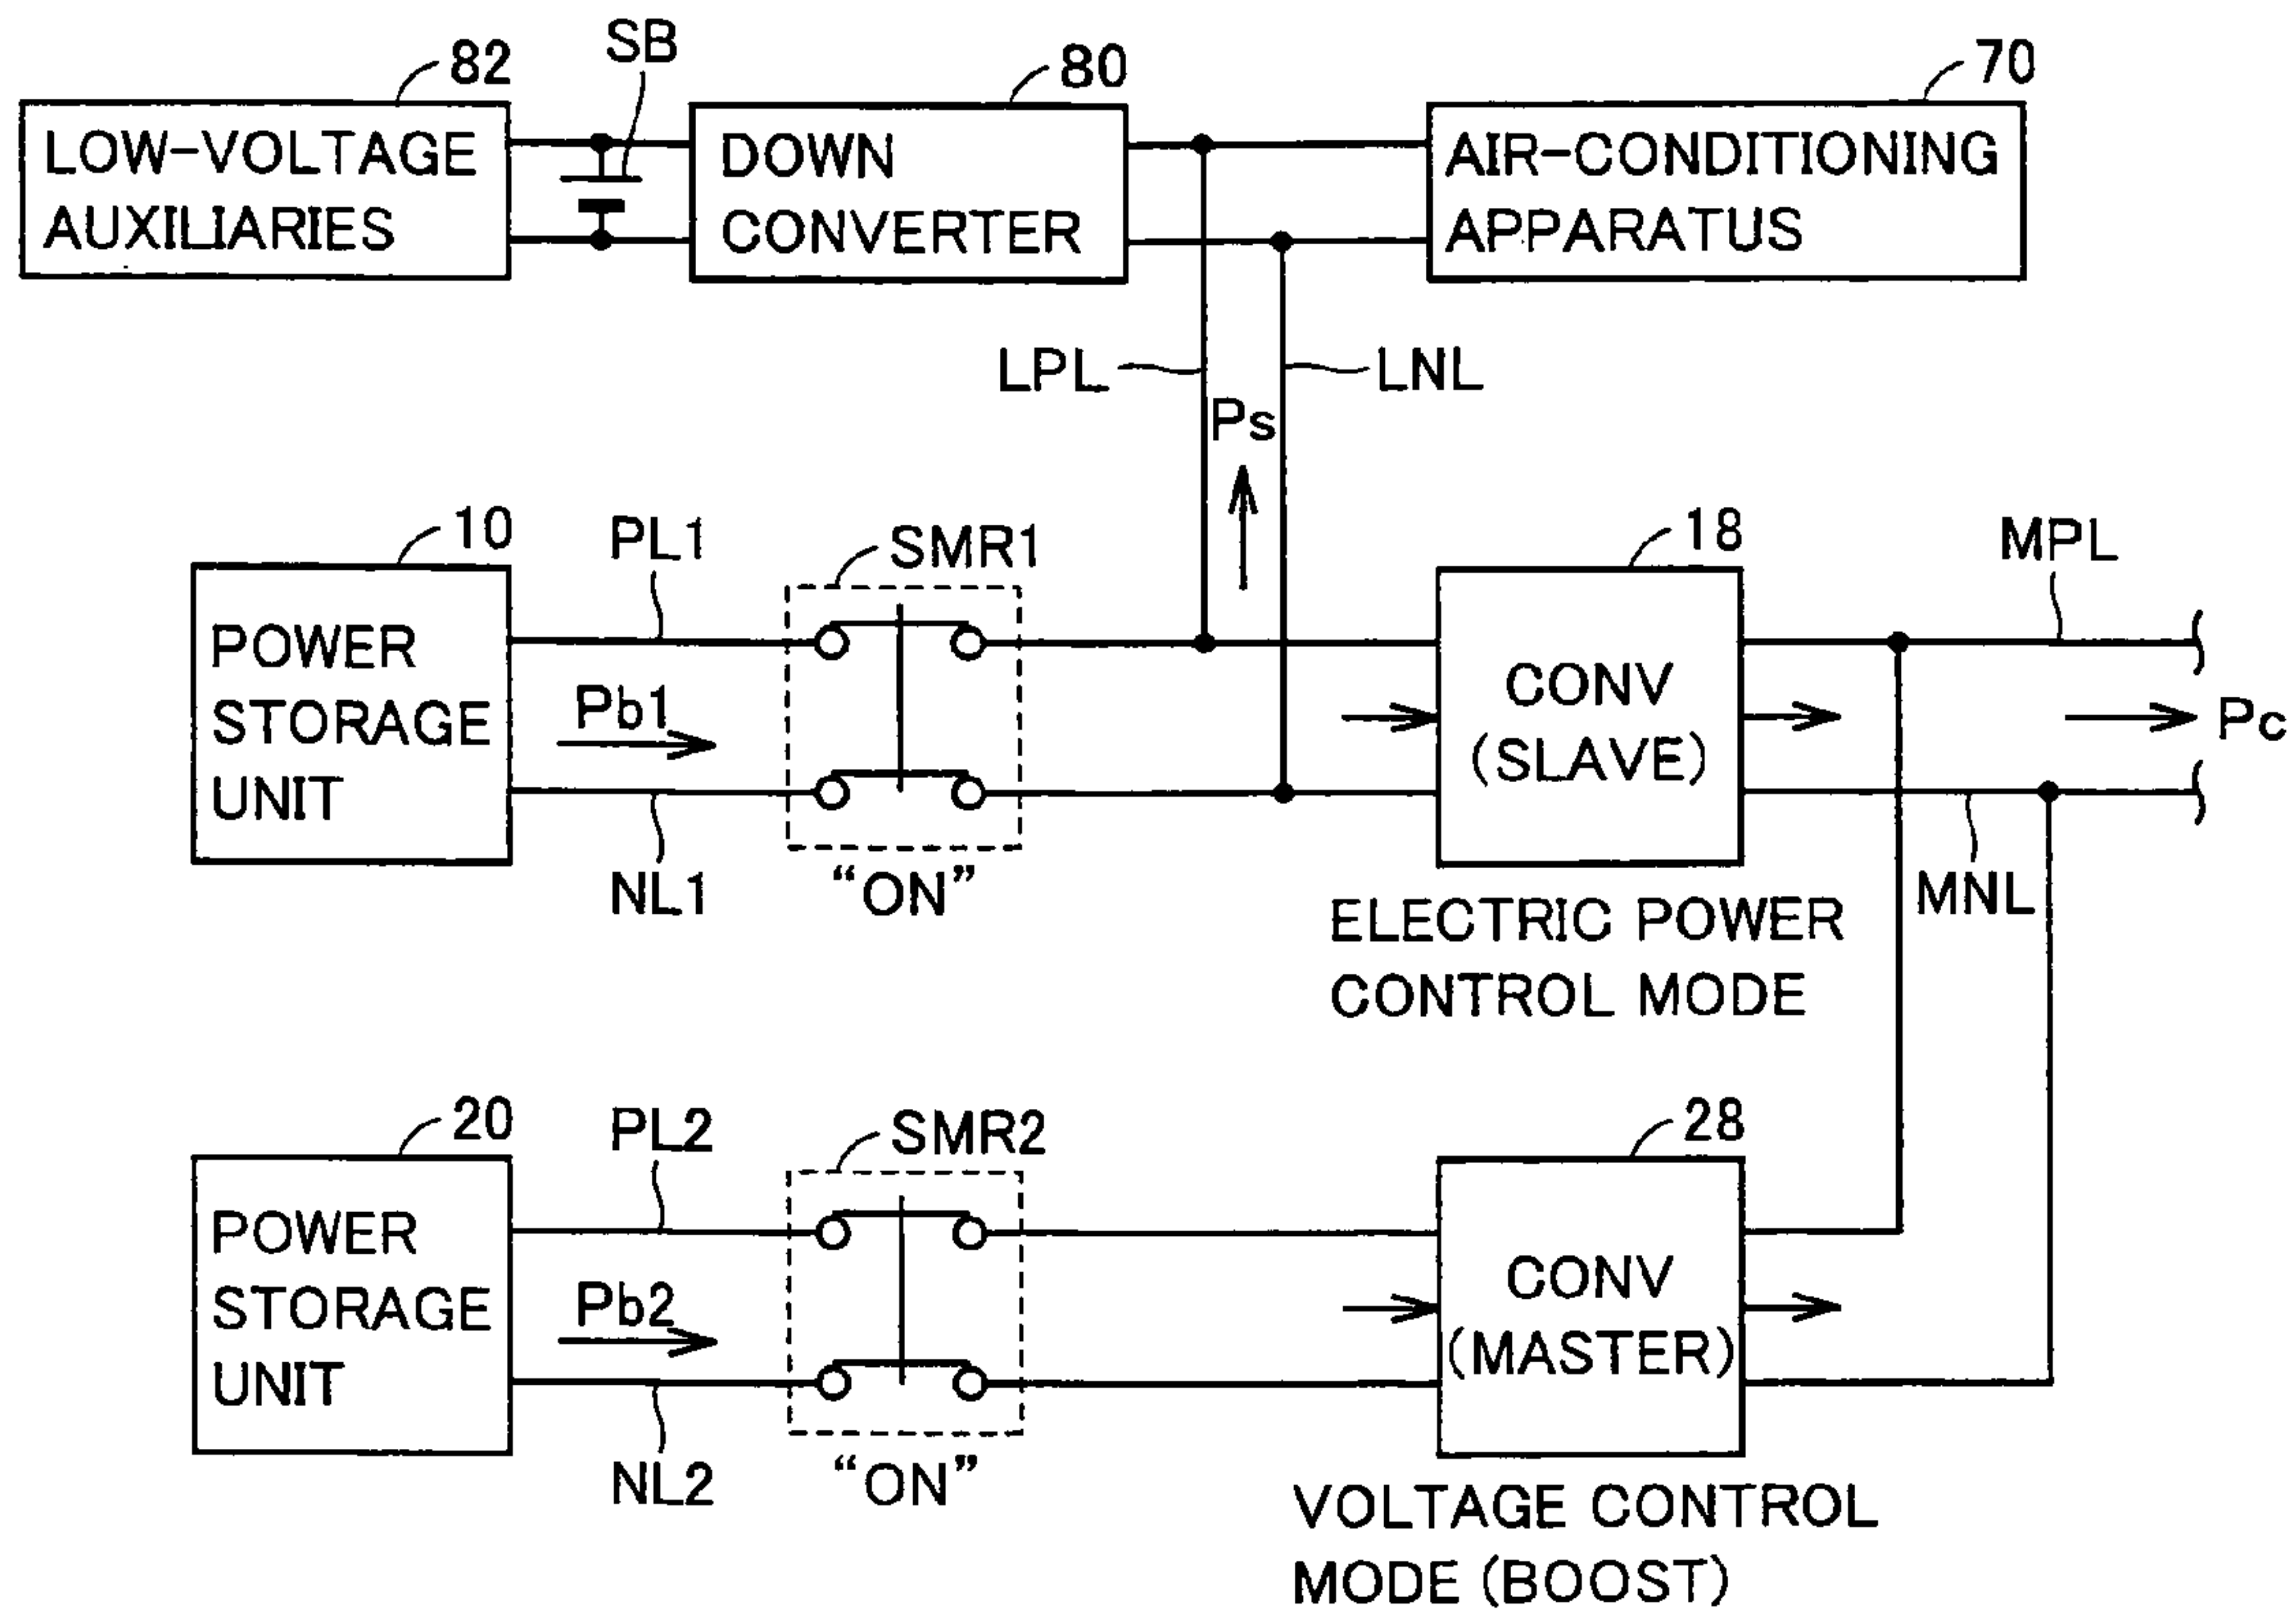 82
SB
80
70
LOW-VOLTAGE
AUXILIARIES
DOWN
CONVERTER
AIR-CONDITIONING
APPARATUS
LPL
LNL
Ps
10
PL1
SMR1
18
MPL
POWER
STORAGE
UNIT
Pb1
CONV
(SLAVE)
Pc
NL1
“ON”
MNL
ELECTRIC POWER
CONTROL MODE
20
PL2
SMR2
28
POWER
STORAGE
UNIT
Pb2
CONV
(MASTER)
NL2
“ON”
VOLTAGE CONTROL
MODE (BOOST)